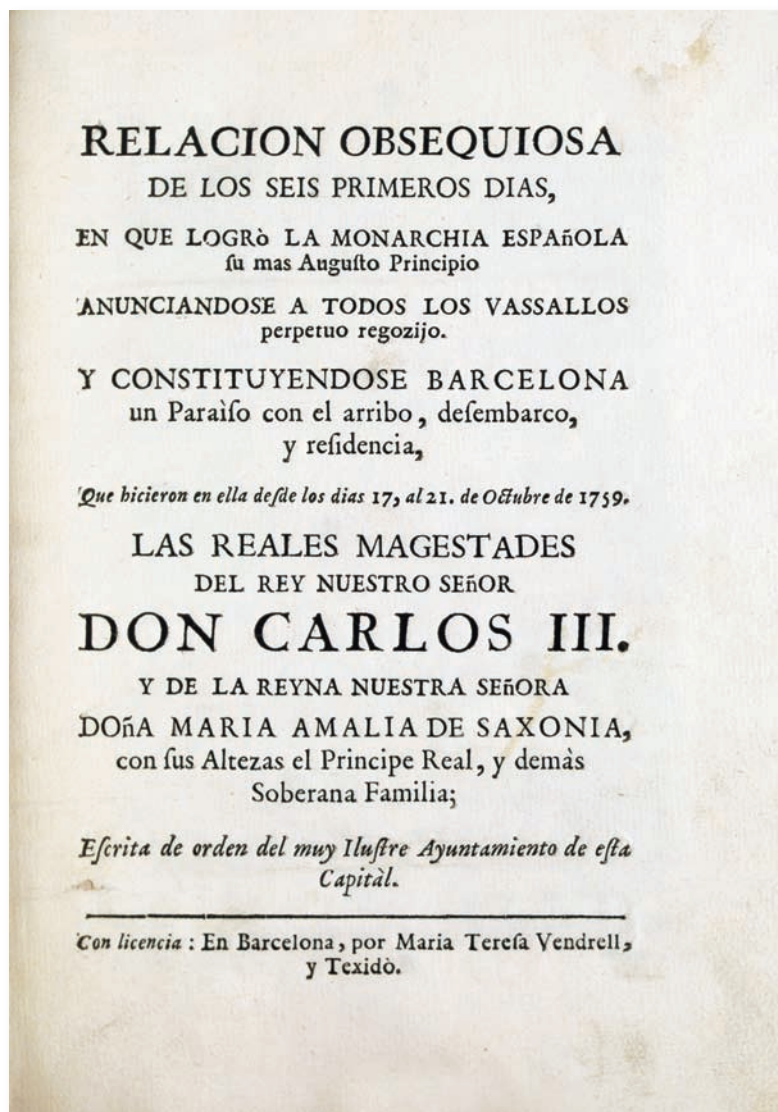 RELACION OBSEQUIOSA
DE LOS SEIS PRIMEROS DIAS,
EN QUE LOGRò LA MONARCHIA ESPAñOLA
ſu mas Auguſto Principio
ANUNCIANDOSE A TODOS LOS VASSALLOS
perpetuo regozijo.
Y CONSTITUYENDOSE BARCELONA
un Paraìſo con el arribo, deſembarco,
y reſidencia,
Que hicieron en ella deſde los dias 17, al 21. de Octubre de 1759.
LAS REALES MAGESTADES
DEL REY NUESTRO SEñOR
DON CARLOS III.
Y DE LA REYNA NUESTRA SEñORA
DOñA MARIA AMALIA DE SAXONIA,
con ſus Altezas el Principe Real, y demàs
Soberana Familia;
Eſcrita de orden del muy Iluſtre Ayuntamiento de eſta
Capitàl.
Con licencia : En Barcelona, por Maria Tereſa Vendrell,
y Texidò.